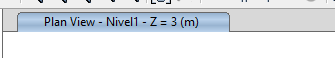 Plan View - Nivel1 - Z = 3 (m)